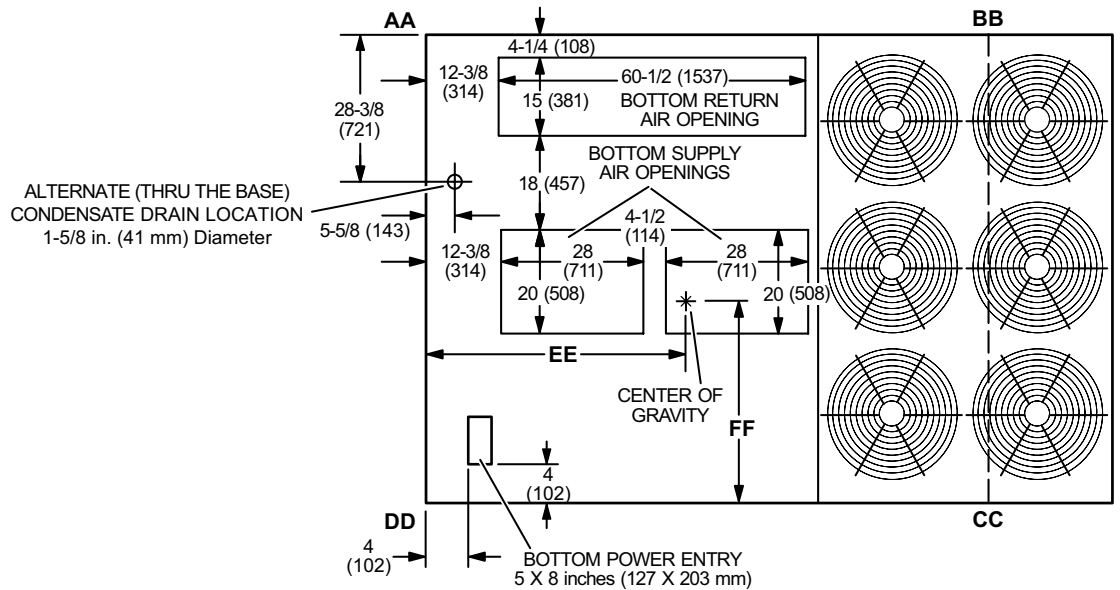 AA
BB
4-1/4 (108)
12-3/8
(314)
60-1/2 (1537)
28-3/8
(721)
15 (381)
BOTTOM RETURN
AIR OPENING
BOTTOM SUPPLY
AIR OPENINGS
18 (457)
ALTERNATE (THRU THE BASE)
CONDENSATE DRAIN LOCATION
1-5/8 in. (41 mm) Diameter
5-5/8 (143)
4-1/2
(114)
12-3/8
(314)
28
(711)
28
(711)
20 (508)
20 (508)
EE
CENTER OF
GRAVITY
FF
4
(102)
DD
CC
4
(102)
BOTTOM POWER ENTRY
5 X 8 inches (127 X 203 mm)